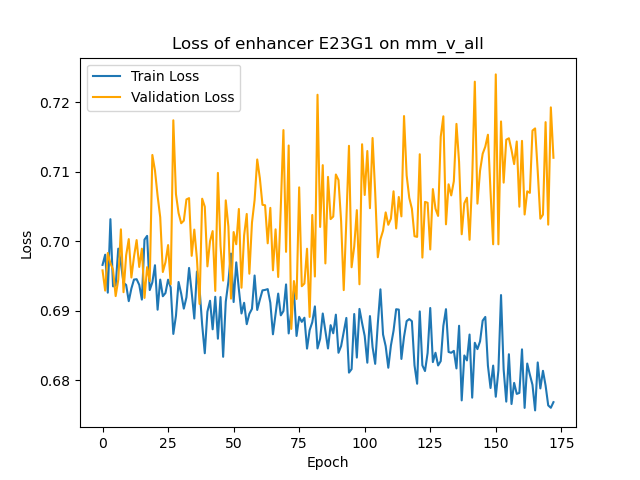 Loss of enhancer E23G1 on mm_v_all
Train Loss
Validation Loss
0.72
0.71
0.70
0.69
0.68
Loss
0 25 50 75 100 125 150 175
Epoch